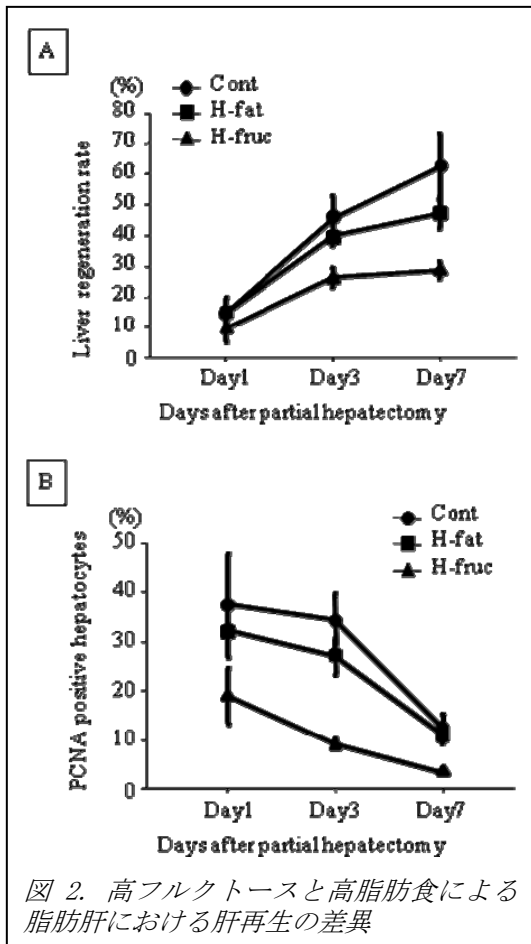 A
(%)
Cont
H-fat
H-fruc
80
70
60
50
40
30
20
10
0
Liver regeneration rate
Day1 Day3 Day7
Days after partial hepatectomy
B
(%)
Cont
H-fat
H-fruc
50
40
30
20
10
0
PCNA positive hepatocytes
Day1 Day3 Day7
Days after partial hepatectomy
図 2. 高フルクトースと高脂肪食による
脂肪肝における肝再生の差異